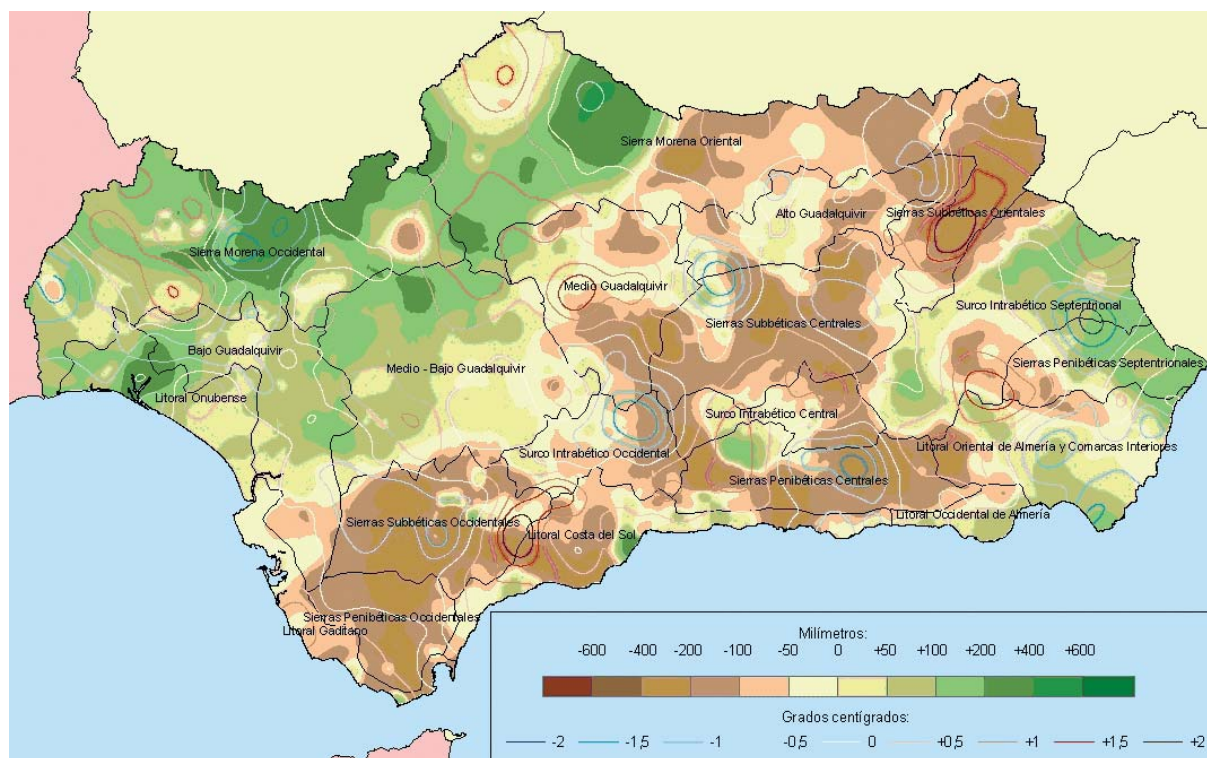 Sierra Morena Oriental
Alto Guadalquivir
Sierras Subbéticas Orientales
Sierra Morena Occidental
Medio Guadalquivir
Surco Intrabético Septentrional
Sierras Subbéticas Centrales
Bajo Guadalquivir
Sierras Penibéticas Septentrionales
Medio - Bajo Guadalquivir
Litoral Onubense
Surco Intrabético Central
Litoral Oriental de Almería y Comarcas Interiores
Surco Intrabético Occidental
Sierras Penibéticas Centrales
Litoral Occidental de Almería
Sierras Subbéticas Occidentales
Litoral Costa del Sol
Sierras Penibéticas Occidentales
Litoral Gaditano
Milímetros:
-600 -400 -200 -100 -50 0 +50 +100 +200 +400 +600
Grados centígrados:
-2 -1,5 -1 -0,5 0 +0,5 +1 +1,5 +2